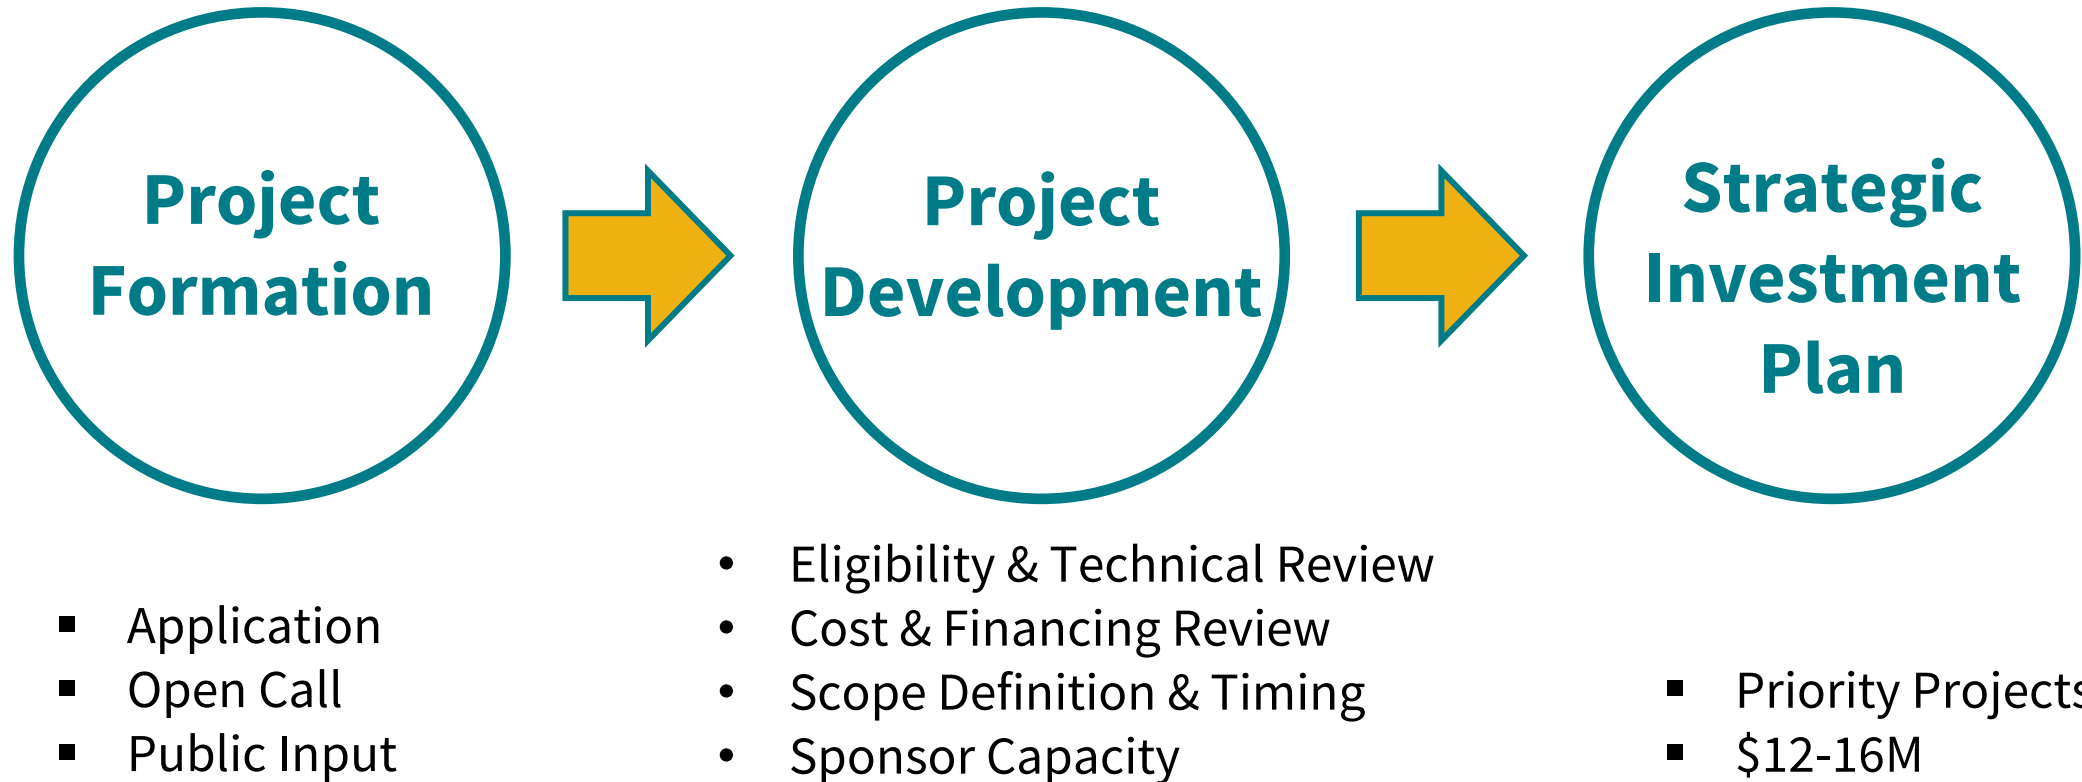 Project
Formation
Project
Development
Strategic
Investment
Plan
▪ Application
▪ Open Call
▪ Public Input
• Eligibility & Technical Review
• Cost & Financing Review
• Scope Definition & Timing
• Sponsor Capacity
▪ Priority Projects
▪ $12-16M